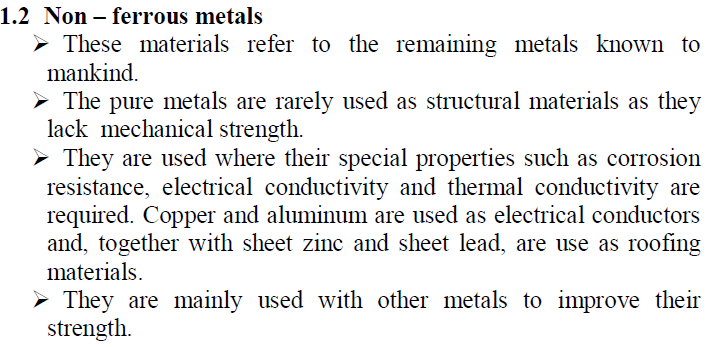 1.2 Non – ferrous metals
➢ These materials refer to the remaining metals known to
mankind.
➢ The pure metals are rarely used as structural materials as they
lack mechanical strength.
➢ They are used where their special properties such as corrosion
resistance, electrical conductivity and thermal conductivity are
required. Copper and aluminum are used as electrical conductors
and, together with sheet zinc and sheet lead, are use as roofing
materials.
➢ They are mainly used with other metals to improve their
strength.